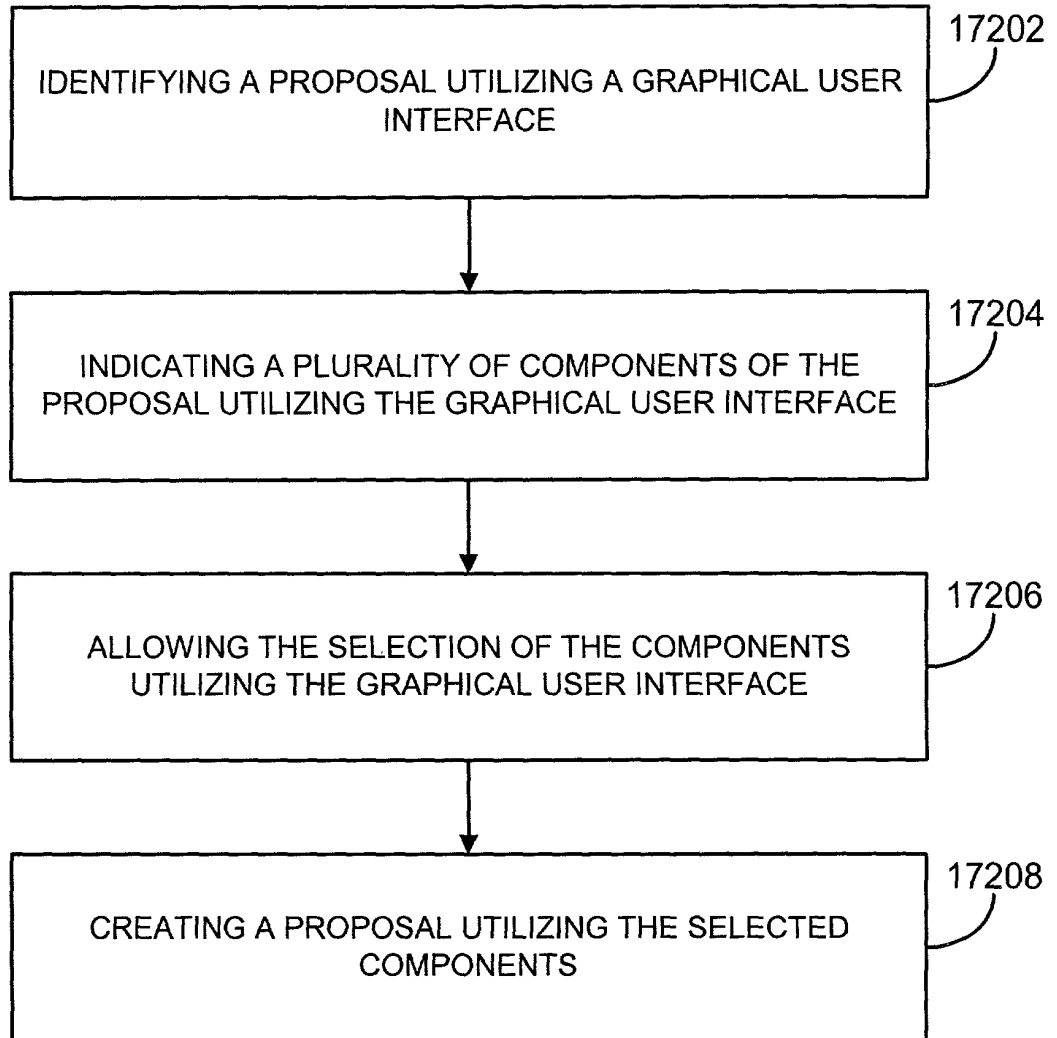 17202
IDENTIFYING A PROPOSAL UTILIZING A GRAPHICAL USER
INTERFACE
17204
INDICATING A PLURALITY OF COMPONENTS OF THE
PROPOSAL UTILIZING THE GRAPHICAL USER INTERFACE
17206
ALLOWING THE SELECTION OF THE COMPONENTS
UTILIZING THE GRAPHICAL USER INTERFACE
17208
CREATING A PROPOSAL UTILIZING THE SELECTED
COMPONENTS